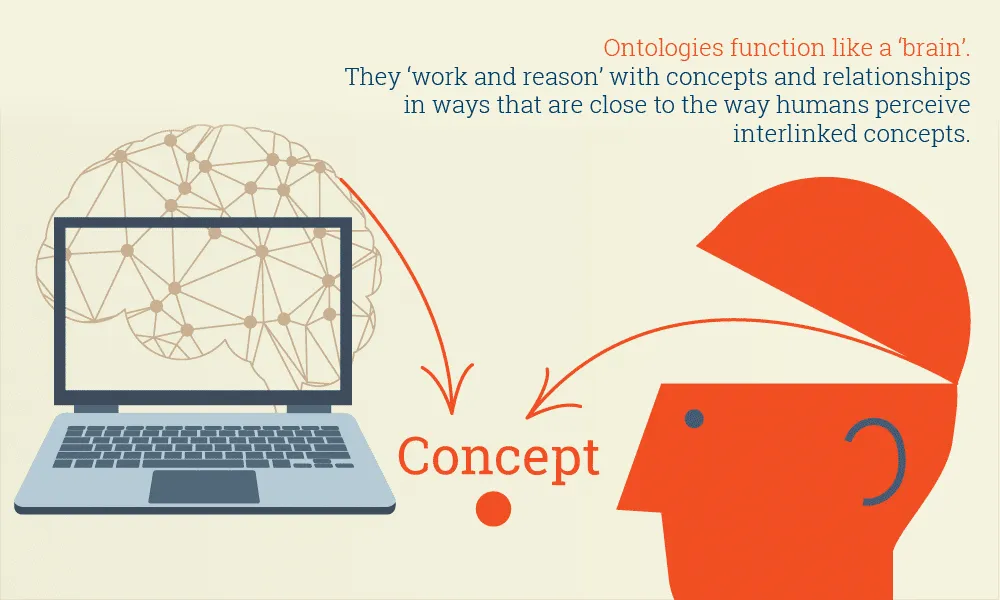 Ontologies function like a ‘brain’.
They ‘work and reason’ with concepts and relationships
in ways that are close to the way humans perceive
interlinked concepts.
Concept